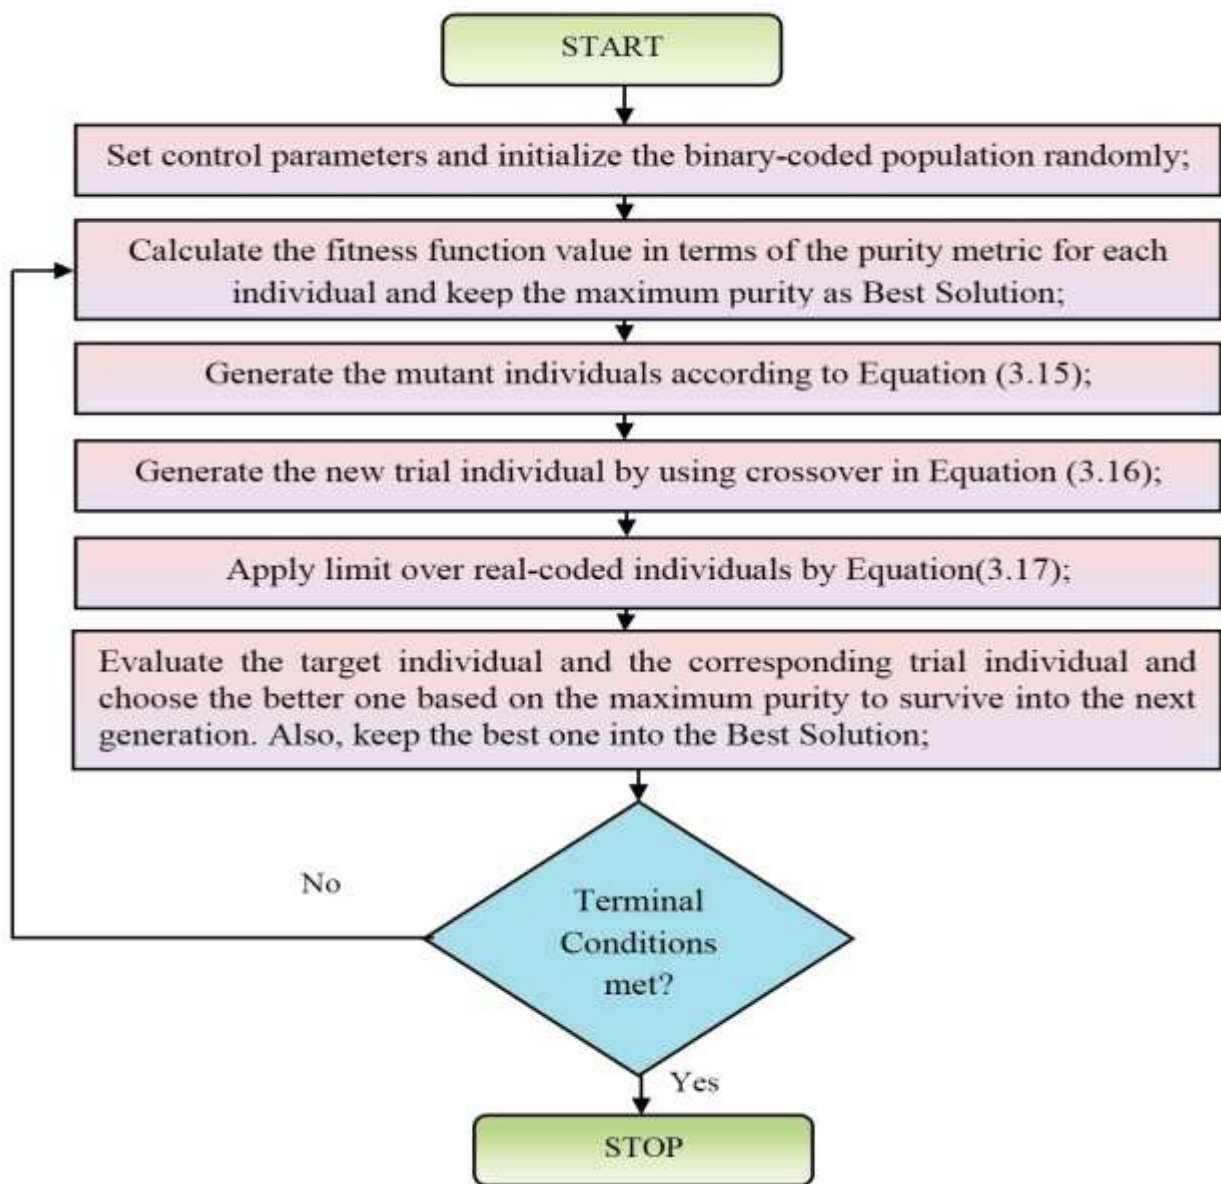 START
Set control parameters and initialize the binary-coded population randomly;
Calculate the fitness function value in terms of the purity metric for each
individual and keep the maximum purity as Best Solution;
Generate the mutant individuals according to Equation (3.15);
Generate the new trial individual by using crossover in Equation (3.16);
Apply limit over real-coded individuals by Equation(3.17);
Evaluate the target individual and the corresponding trial individual and
choose the better one based on the maximum purity to survive into the next
generation. Also, keep the best one into the Best Solution;
No
Terminal
Conditions
met?
Yes
STOP